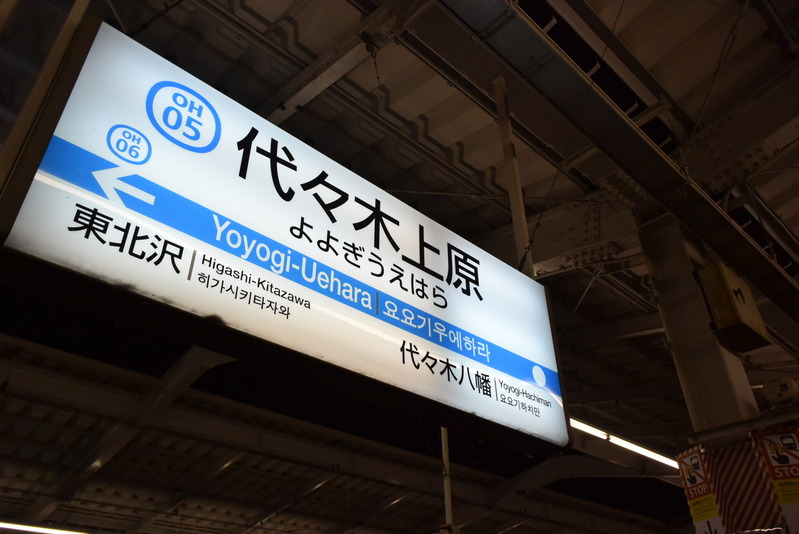 OH
05
代々木上原
よよぎうえはら
OH
06
Yoyogi-Uehara 요요기우에하라
東北沢
Higashi-Kitazawa
히가시키타자와
代々木八幡
Yoyogi-Hachiman
요요기하치만
STOP
STOP